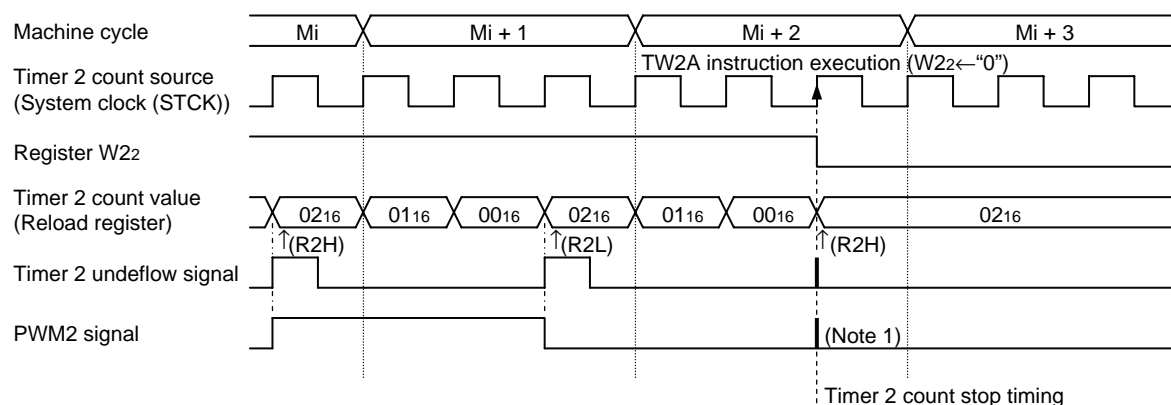 Machine cycle Mi Mi + 1 Mi + 2 Mi + 3
TW2A instruction execution (W22←“0”)
Timer 2 count source
(System clock (STCK))
Register W22
Timer 2 count value
(Reload register)
0216 0116 0016 0216 0116 0016 0216
↑(R2H) ↑(R2L) ↑(R2H)
Timer 2 undeflow signal
PWM2 signal
(Note 1)
Timer 2 count stop timing